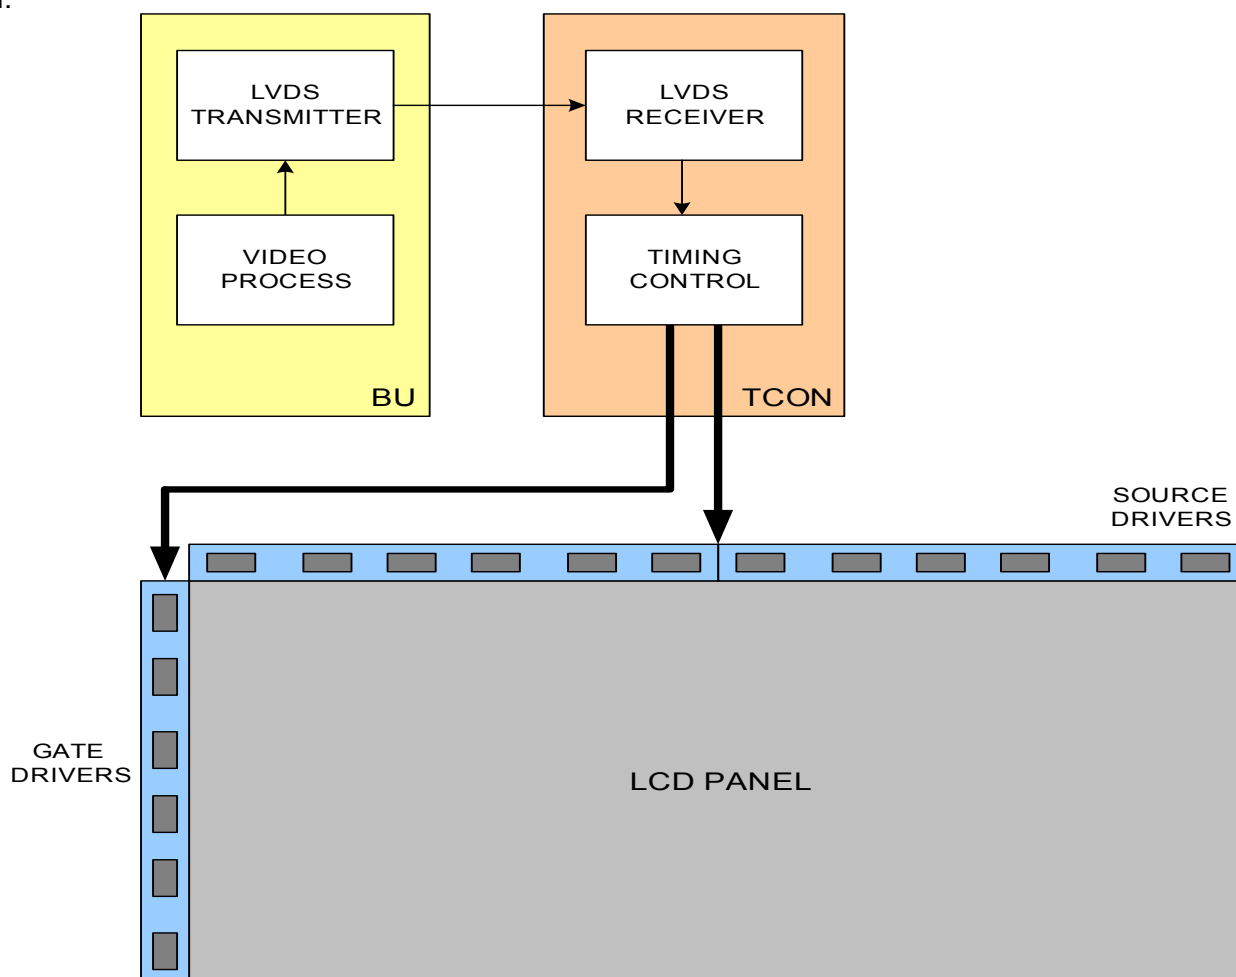 LVDS
TRANSMITTER
LVDS
RECEIVER
VIDEO
PROCESS
TIMING
CONTROL
BU
TCON
SOURCE
DRIVERS
GATE
DRIVERS
LCD PANEL